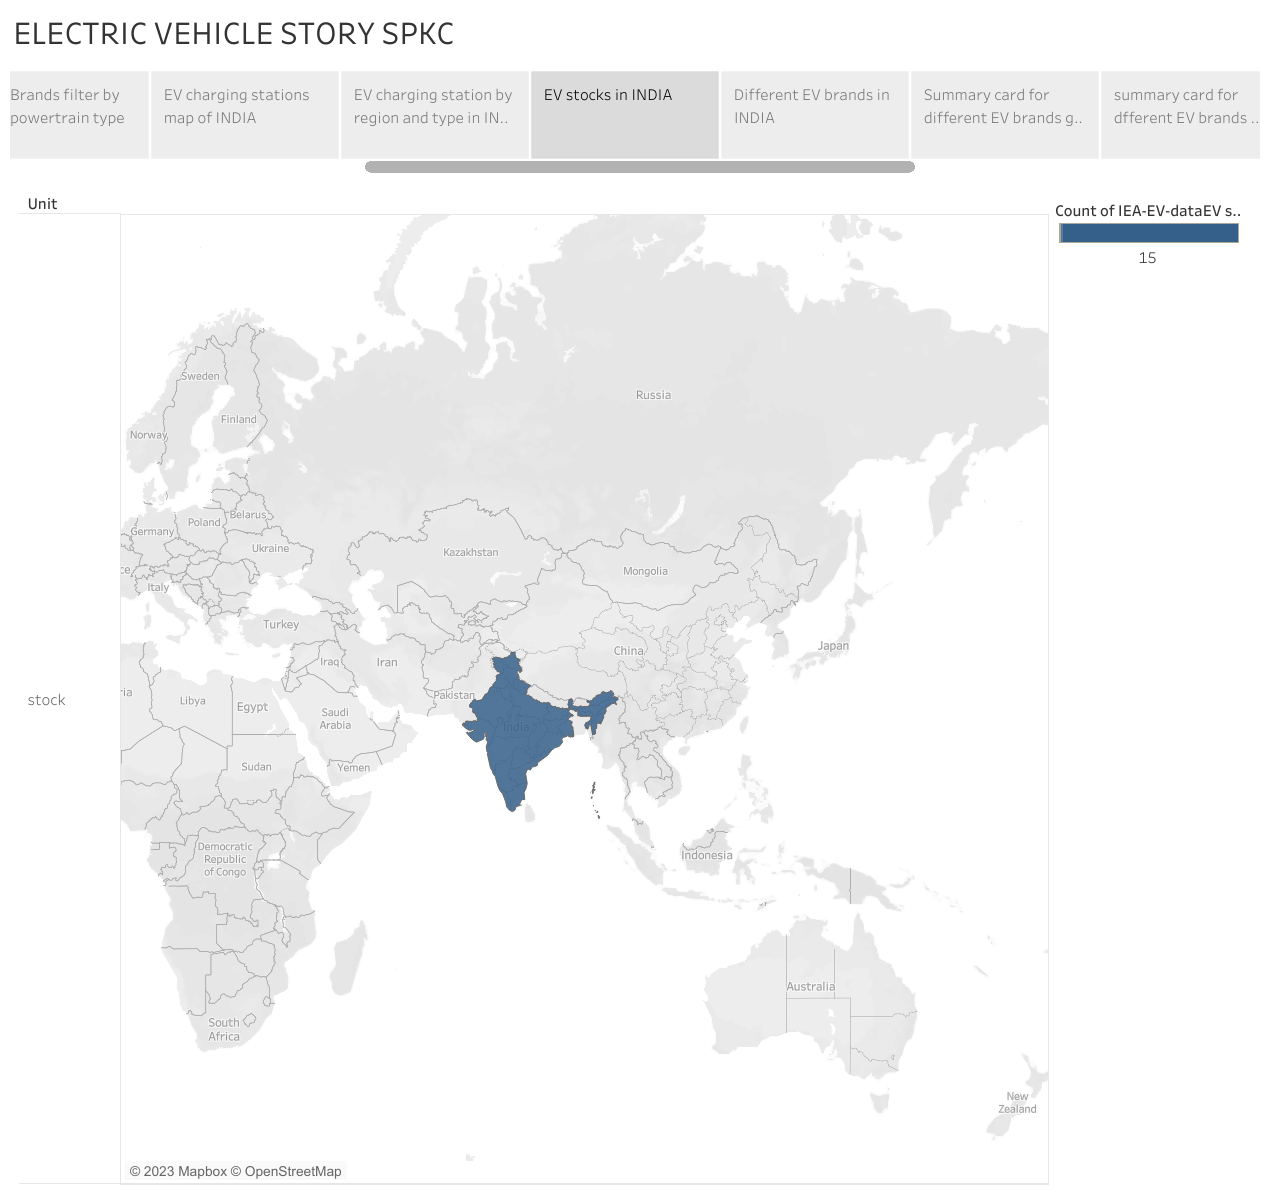 ELECTRIC VEHICLE STORY SPKC
Brands filter by
powertrain type
EV charging stations
map of INDIA
EV charging station by
region and type in IN..
EV stocks in INDIA
Different EV brands in
INDIA
Summary card for
different EV brands g..
summary card for
dfferent EV brands ..
Unit
Count of IEA-EV-dataEV s..
15
stock
Sweden
Finland
Norway
Russia
Germany
Poland
Belarus
Ukraine
ce
Italy
Kazakhstan
Mongolia
Turkey
Iraq
Iran
China
Japan
Pakistan
ia
Libya
Egypt
Saudi
Arabia
India
Sudan
Yemen
Democratic
Republic
of Congo
Indonesia
Australia
South
Africa
New
Zealand
© 2023 Mapbox © OpenStreetMap